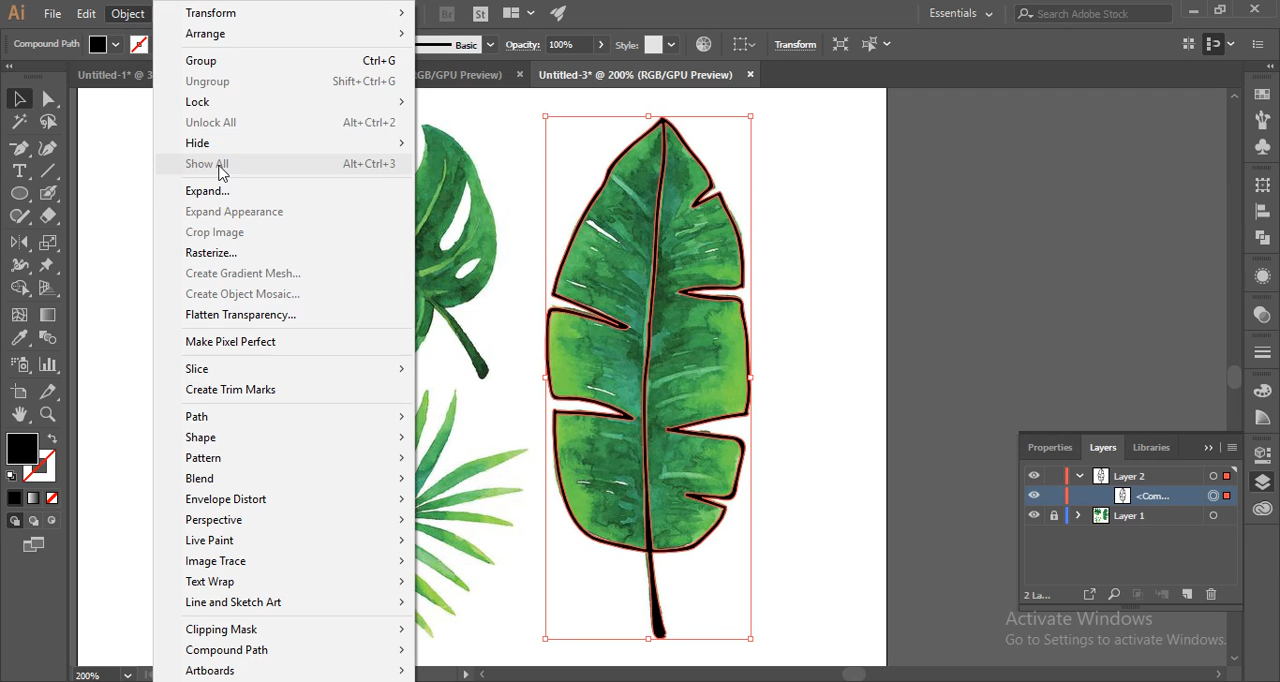 Ai File Edit Object Br St Essentials Search Adobe Stock
Compound Path Basic Opacity: 100% Style: Transform
Untitled-1* @ 3 RGB/GPU Preview) × Untitled-3* @ 200% (RGB/GPU Preview) ×
Transform
Arrange
Group Ctrl+G
Ungroup Shift+Ctrl+G
Lock
Unlock All Alt+Ctrl+2
Hide
Show All Alt+Ctrl+3
Expand...
Expand Appearance
Crop Image
Rasterize...
Create Gradient Mesh...
Create Object Mosaic...
Flatten Transparency...
Make Pixel Perfect
Slice
Create Trim Marks
Path
Shape
Pattern
Blend
Envelope Distort
Perspective
Live Paint
Image Trace
Text Wrap
Line and Sketch Art
Clipping Mask
Compound Path
Artboards
Properties Layers Libraries
Layer 2
<Com...
Layer 1
2 La...
Activate Windows
Go to Settings to activate Windows.
200%